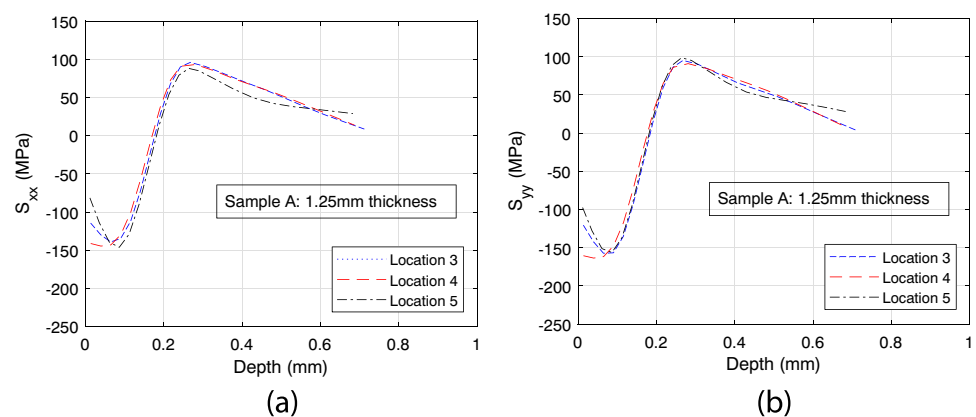 150
100
50
0
-50
-100
-150
-200
-250
S_xx (MPa)
Sample A: 1.25mm thickness
Location 3
Location 4
Location 5
0 0.2 0.4 0.6 0.8 1
Depth (mm)
(a)
150
100
50
0
-50
-100
-150
-200
-250
S_yy (MPa)
Sample A: 1.25mm thickness
Location 3
Location 4
Location 5
0 0.2 0.4 0.6 0.8 1
Depth (mm)
(b)